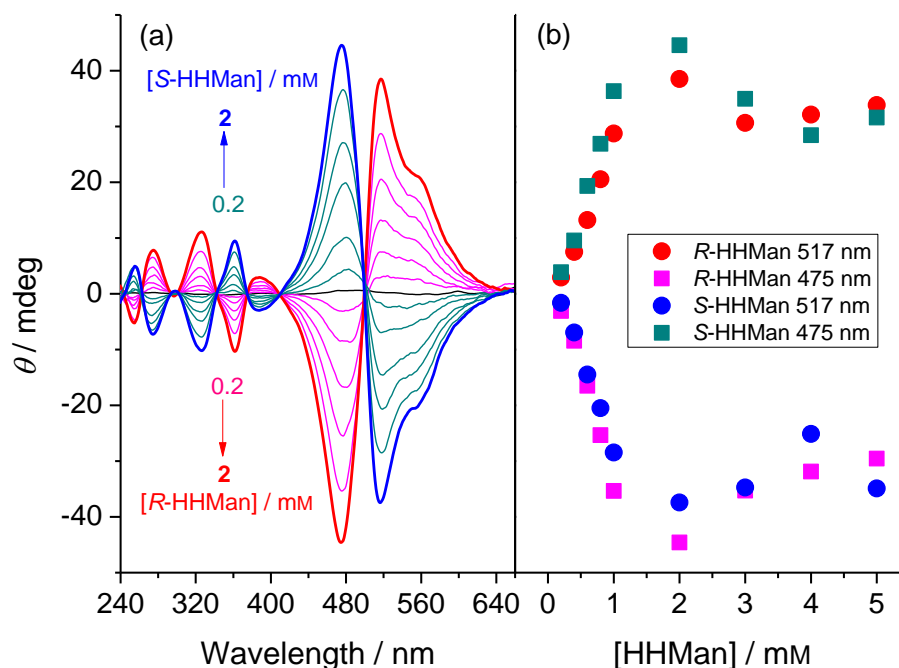 (a)
(b)
[S-HHMan] / mM
2
0.2
0.2
2
[R-HHMan] / mM
40
20
0
-20
-40
θ / mdeg
R-HHMan 517 nm
R-HHMan 475 nm
S-HHMan 517 nm
S-HHMan 475 nm
240 320 400 480 560 640
0 1 2 3 4 5
Wavelength / nm
[HHMan] / mM